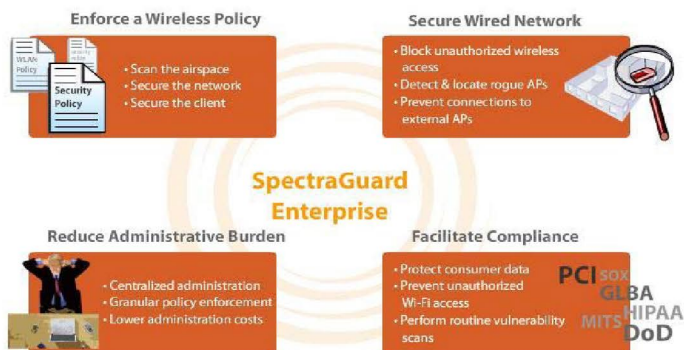 Enforce a Wireless Policy
WLAN
Policy
Security
Policy
• Scan the airspace
• Secure the network
• Secure the client
Secure Wired Network
• Block unauthorized wireless
access
• Detect & locate rogue APs
• Prevent connections to
external APs
SpectraGuard
Enterprise
Reduce Administrative Burden
• Centralized administration
• Granular policy enforcement
• Lower administration costs
Facilitate Compliance
• Protect consumer data
• Prevent unauthorized
Wi-Fi access
• Perform routine vulnerability
scans
PCI SOX
GLBA
HIPAA
MITS
DoD